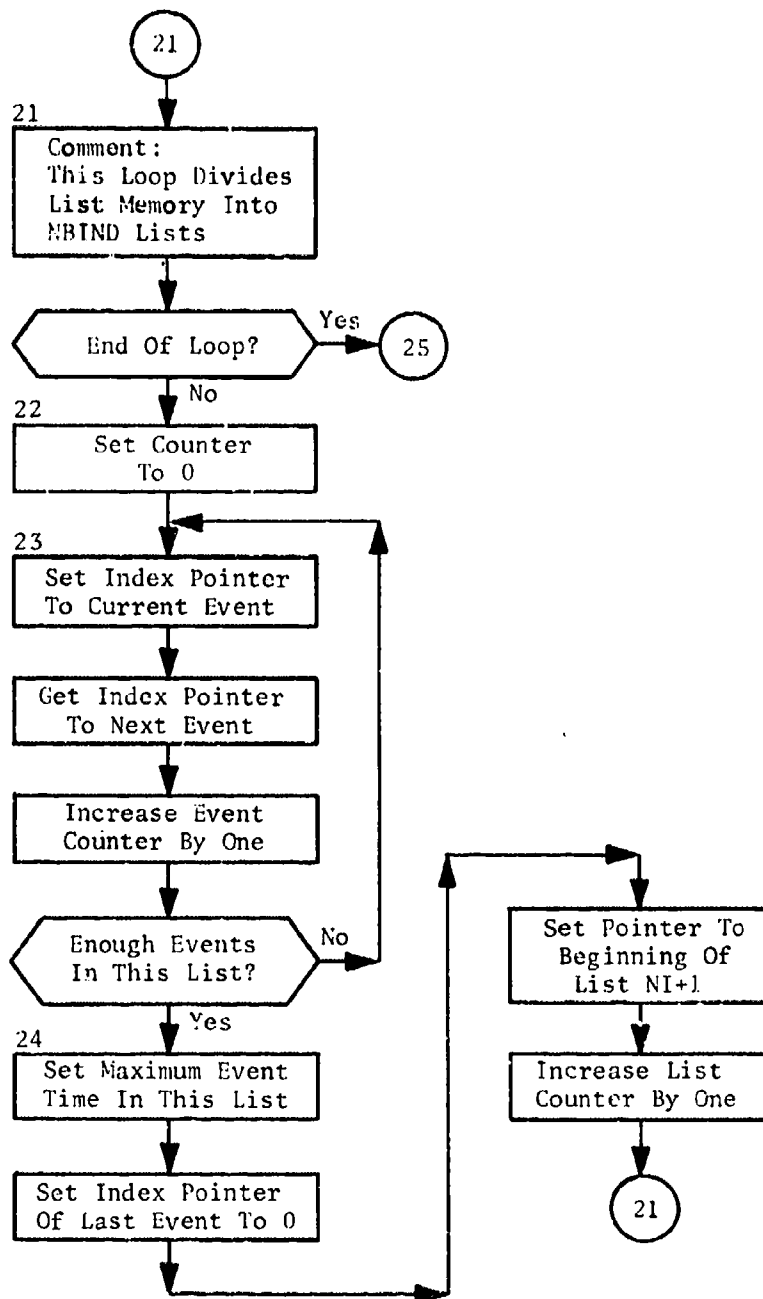 21
21
Comment:
This Loop Divides
List Memory Into
NBIND Lists
End Of Loop?
Yes
25
No
22
Set Counter
To 0
23
Set Index Pointer
To Current Event
Get Index Pointer
To Next Event
Increase Event
Counter By One
Enough Events
In This List?
No
Yes
24
Set Maximum Event
Time In This List
Set Index Pointer
Of Last Event To 0
Set Pointer To
Beginning Of
List NI+1
Increase List
Counter By One
21